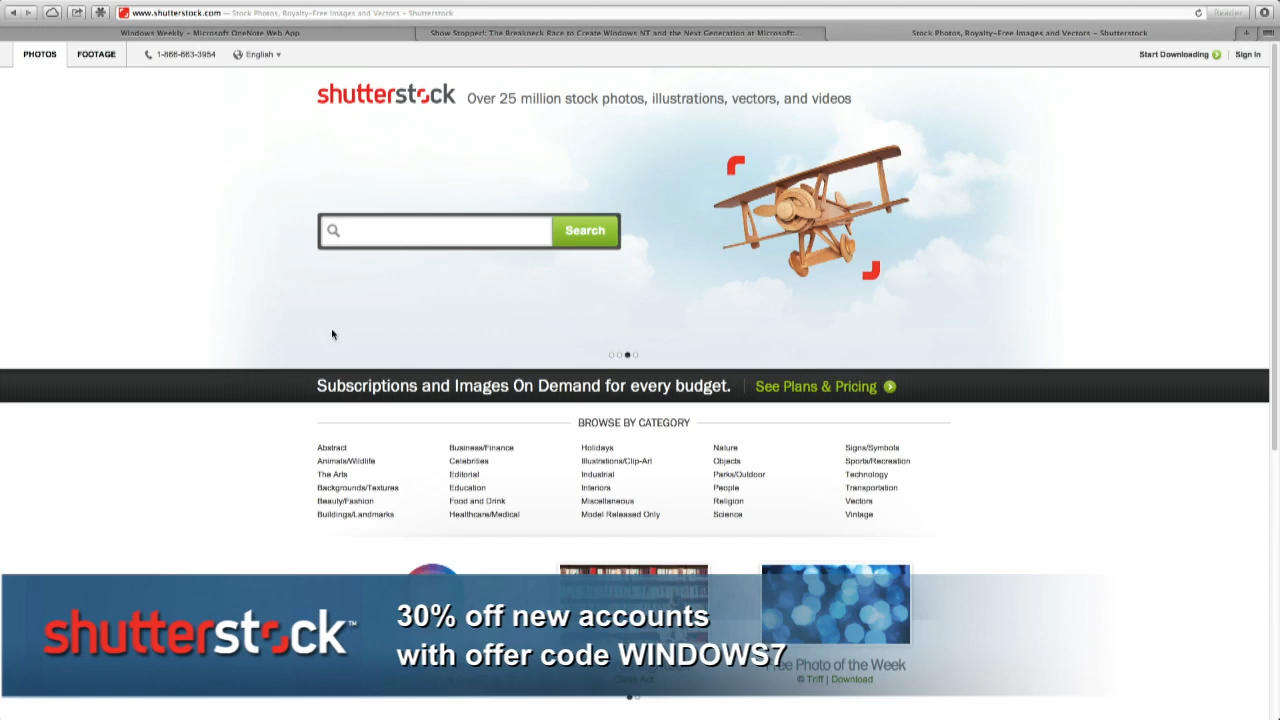 www.shutterstock.com — Stock Photos, Royalty-Free Images and Vectors - Shutterstock
Reader
Windows Weekly - Microsoft OneNote Web App
Show Stopper!: The Breakneck Race to Create Windows NT and the Next Generation at Microsoft:...
Stock Photos, Royalty-Free Images and Vectors - Shutterstock
PHOTOS
FOOTAGE
1-866-663-3954
English
Start Downloading
Sign In
shutterstock
Over 25 million stock photos, illustrations, vectors, and videos
Search
Subscriptions and Images On Demand for every budget.
See Plans & Pricing
BROWSE BY CATEGORY
Abstract
Animals/Wildlife
The Arts
Backgrounds/Textures
Beauty/Fashion
Buildings/Landmarks
Business/Finance
Celebrities
Editorial
Education
Food and Drink
Healthcare/Medical
Holidays
Illustrations/Clip-Art
Industrial
Interiors
Miscellaneous
Model Released Only
Nature
Objects
Parks/Outdoor
People
Religion
Science
Signs/Symbols
Sports/Recreation
Technology
Transportation
Vectors
Vintage
shutterstock™
30% off new accounts
with offer code WINDOWS7
Photo of the Week
© Triff | Download